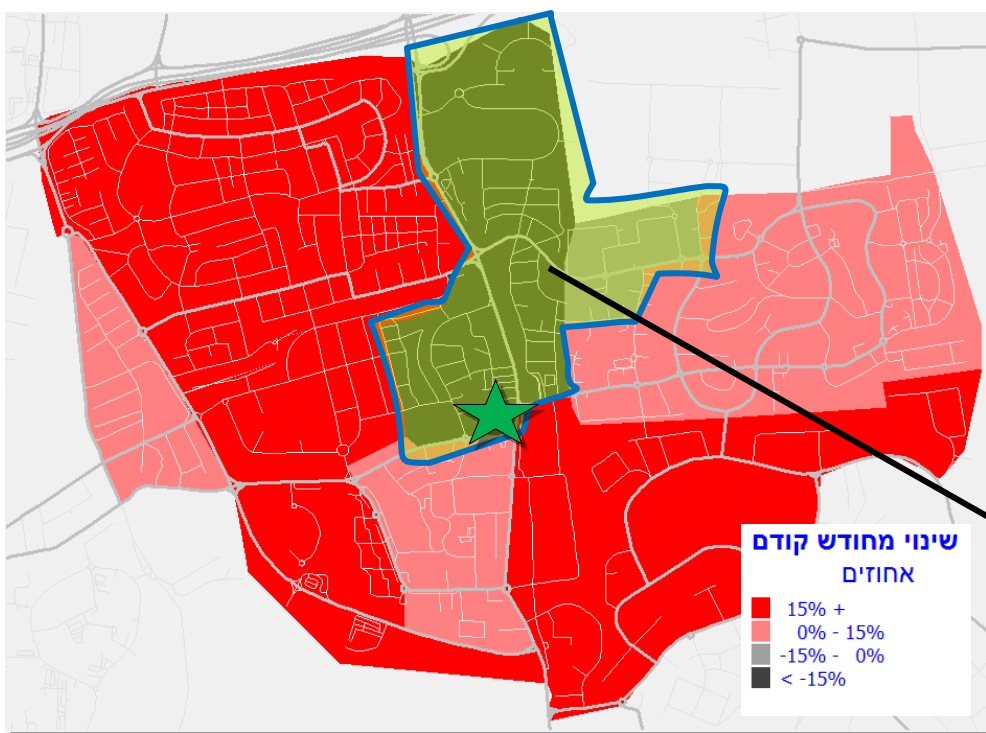 שינוי מחודש קודם
אחוזים
15% +
0% - 15%
-15% - 0%
< -15%